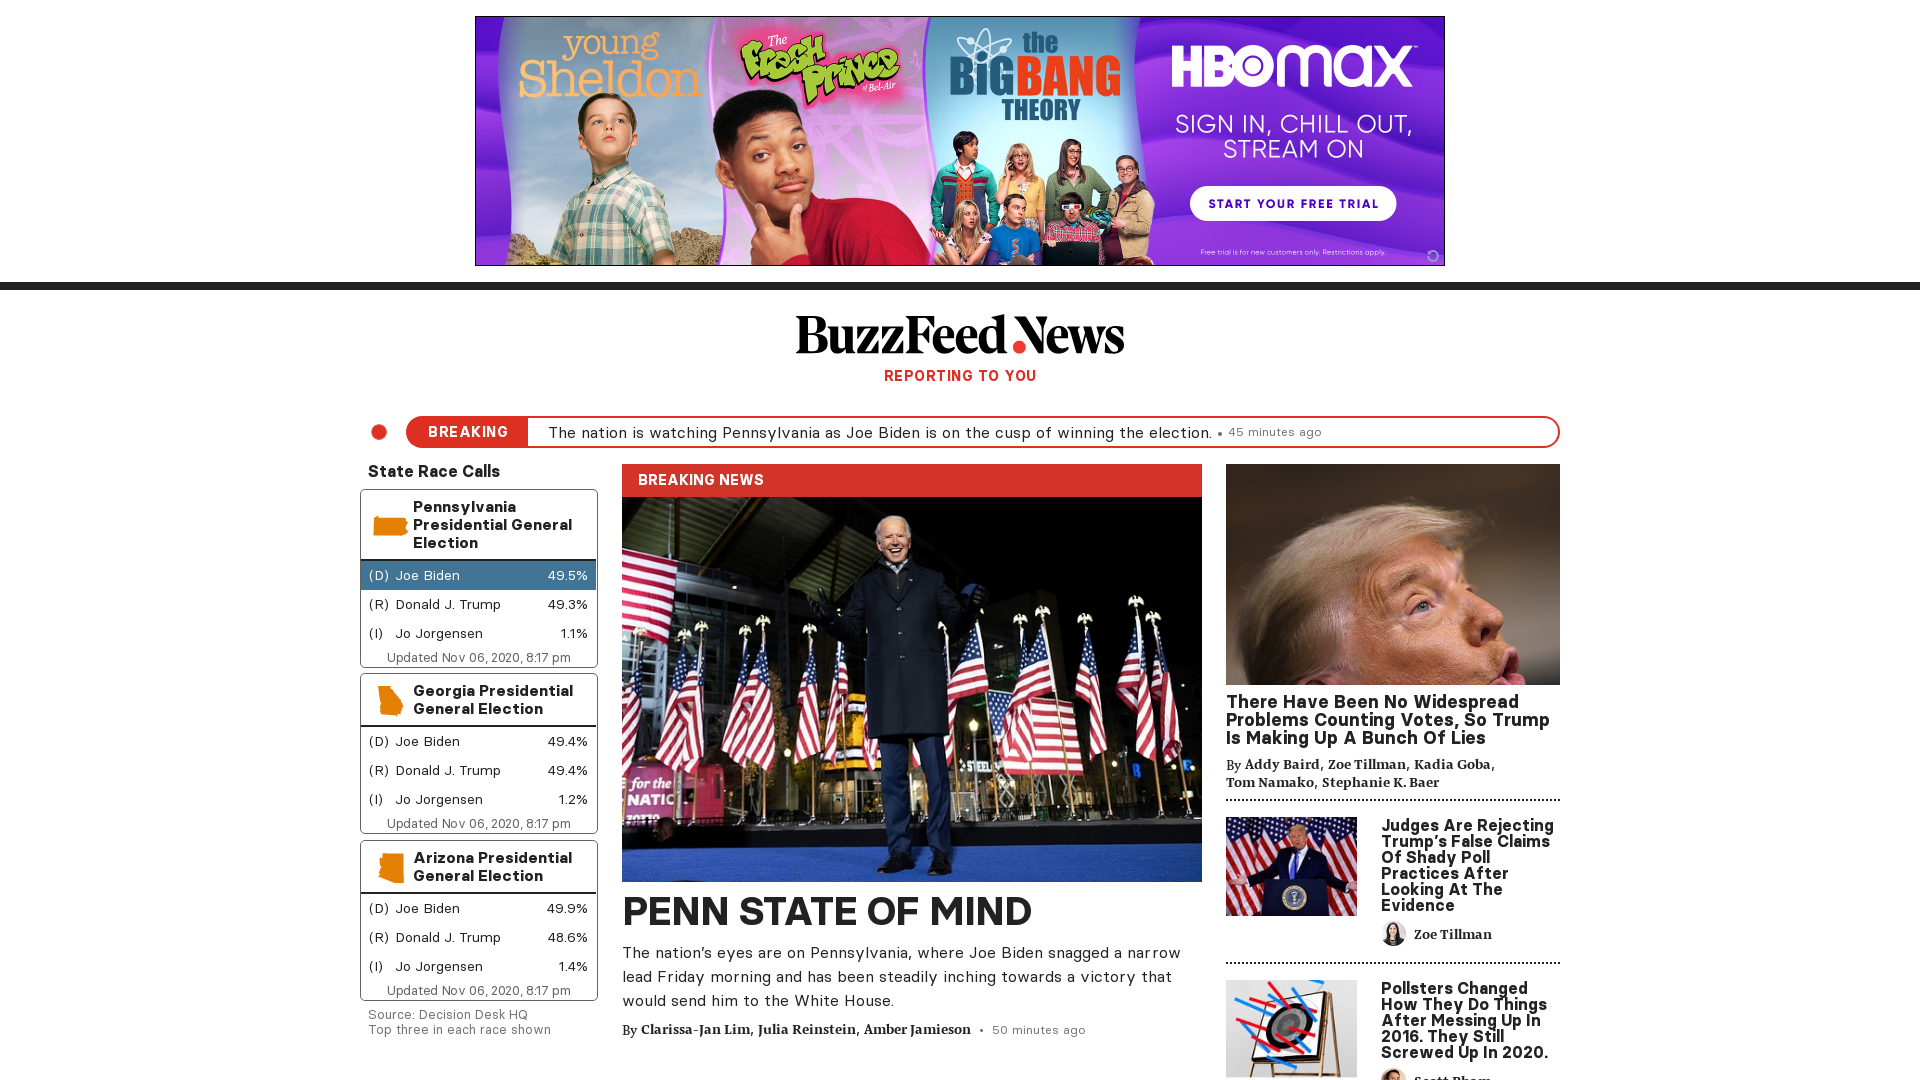 young
Sheldon
The
Fresh
Prince
of Bel-Air
the
BIGBANG
THEORY
HBOmax
SIGN IN, CHILL OUT,
STREAM ON
START YOUR FREE TRIAL
Free trial is for new customers only. Restrictions apply.
BuzzFeed News
REPORTING TO YOU
BREAKING The nation is watching Pennsylvania as Joe Biden is on the cusp of winning the election. • 45 minutes ago
State Race Calls
Pennsylvania
Presidential General
Election
(D) Joe Biden 49.5%
(R) Donald J. Trump 49.3%
(I) Jo Jorgensen 1.1%
Updated Nov 06, 2020, 8:17 pm
Georgia Presidential
General Election
(D) Joe Biden 49.4%
(R) Donald J. Trump 49.4%
(I) Jo Jorgensen 1.2%
Updated Nov 06, 2020, 8:17 pm
Arizona Presidential
General Election
(D) Joe Biden 49.9%
(R) Donald J. Trump 48.6%
(I) Jo Jorgensen 1.4%
Updated Nov 06, 2020, 8:17 pm
Source: Decision Desk HQ
Top three in each race shown
BREAKING NEWS
for the
NATIC
PENN STATE OF MIND
The nation’s eyes are on Pennsylvania, where Joe Biden snagged a narrow
lead Friday morning and has been steadily inching towards a victory that
would send him to the White House.
By Clarissa-Jan Lim, Julia Reinstein, Amber Jamieson • 50 minutes ago
There Have Been No Widespread
Problems Counting Votes, So Trump
Is Making Up A Bunch Of Lies
By Addy Baird, Zoe Tillman, Kadia Goba,
Tom Namako, Stephanie K. Baer
Judges Are Rejecting
Trump’s False Claims
Of Shady Poll
Practices After
Looking At The
Evidence
Zoe Tillman
Pollsters Changed
How They Do Things
After Messing Up In
2016. They Still
Screwed Up In 2020.